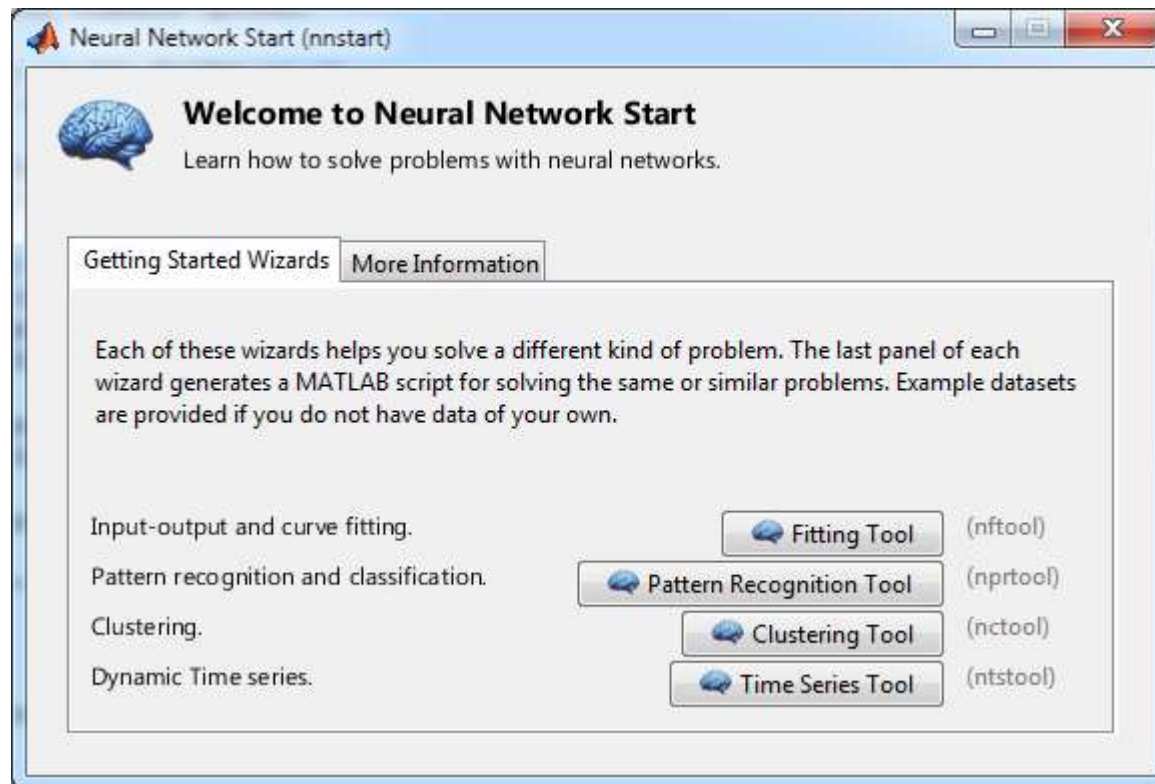 Neural Network Start (nnstart)
Welcome to Neural Network Start
Learn how to solve problems with neural networks.
Getting Started Wizards More Information
Each of these wizards helps you solve a different kind of problem. The last panel of each
wizard generates a MATLAB script for solving the same or similar problems. Example datasets
are provided if you do not have data of your own.
Input-output and curve fitting. Fitting Tool (nftool)
Pattern recognition and classification. Pattern Recognition Tool (nprtool)
Clustering. Clustering Tool (nctool)
Dynamic Time series. Time Series Tool (ntstool)